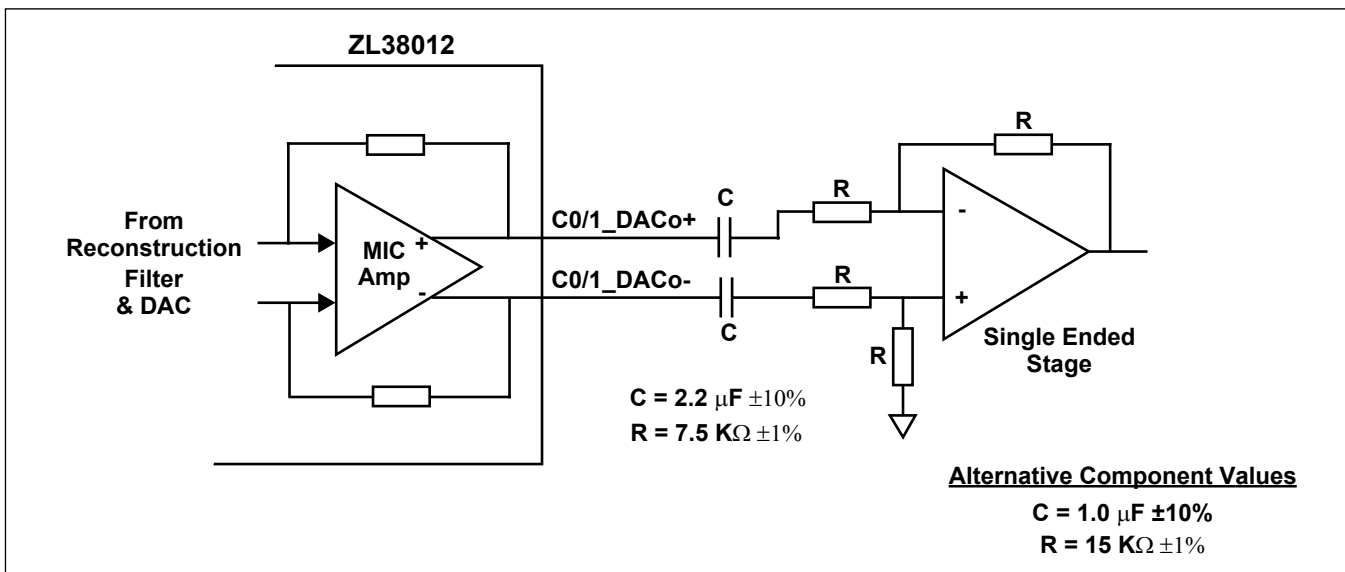 ZL38012
From
Reconstruction
Filter
& DAC
MIC
Amp
+
-
C0/1_DACo+
C0/1_DACo-
C
C
R
R
R
R
-
+
Single Ended
Stage
C = 2.2 μF ±10%
R = 7.5 KΩ ±1%
Alternative Component Values
C = 1.0 μF ±10%
R = 15 KΩ ±1%